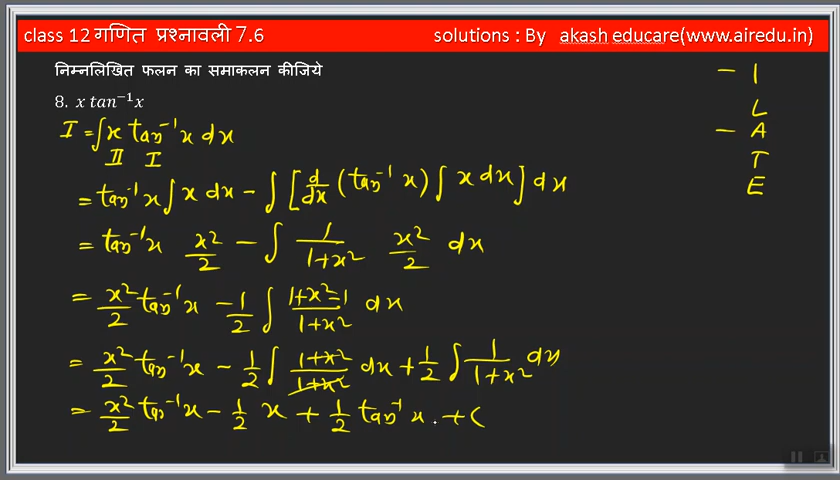 class 12 गणित प्रश्नावली 7.6 solutions : By akash educare(www.airedu.in)
निम्नलिखित फलन का समाकलन कीजिये
8. x tan⁻¹x
I = ∫ x tan⁻¹x dx
II I
= tan⁻¹x ∫ x dx − ∫ [ d/dx (tan⁻¹x) ∫ x dx ] dx
= tan⁻¹x x²/2 − ∫ 1/(1+x²) x²/2 dx
= x²/2 tan⁻¹x − 1/2 ∫ (1+x²−1)/(1+x²) dx
= x²/2 tan⁻¹x − 1/2 ∫ (1+x²)/(1+x²) dx + 1/2 ∫ 1/(1+x²) dx
= x²/2 tan⁻¹x − 1/2 x + 1/2 tan⁻¹x. + C
− I
L
− A
T
E